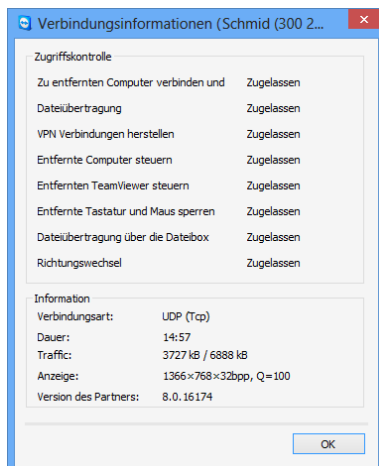 Verbindungsinformationen (Schmid (300 2...
Zugriffskontrolle
Zu entfernten Computer verbinden und Zugelassen
Dateiübertragung Zugelassen
VPN Verbindungen herstellen Zugelassen
Entfernte Computer steuern Zugelassen
Entfernten TeamViewer steuern Zugelassen
Entfernte Tastatur und Maus sperren Zugelassen
Dateiübertragung über die Dateibox Zugelassen
Richtungswechsel Zugelassen
Information
Verbindungsart: UDP (Tcp)
Dauer: 14:57
Traffic: 3727 kB / 6888 kB
Anzeige: 1366×768×32bpp, Q=100
Version des Partners: 8.0.16174
OK